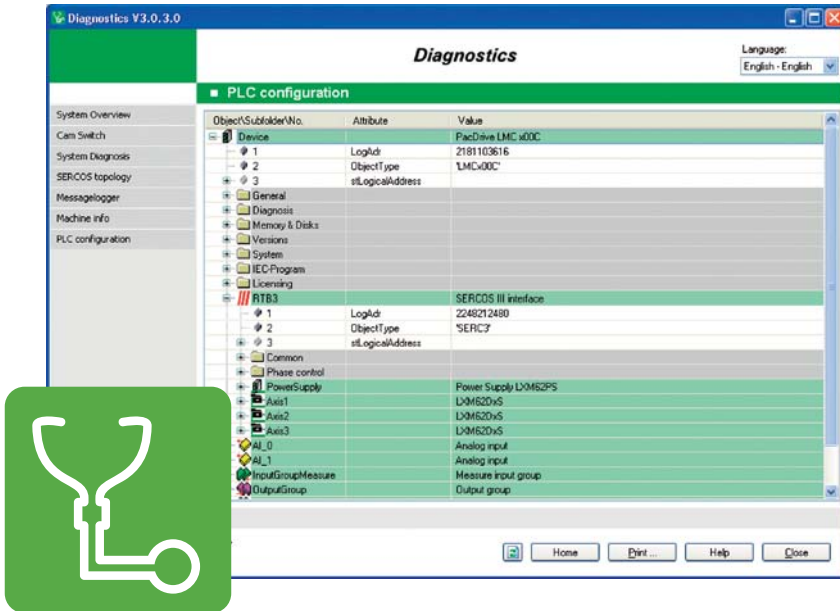 Diagnostics V3.0.3.0
Diagnostics
Language:
English - English
PLC configuration
System Overview
Cam Switch
System Diagnosis
SERCOS topology
Messagelogger
Machine info
PLC configuration
Object\Subfolder\No. Attribute Value
Device PacDrive LMC x00C
1 LogAdr 2181103616
2 ObjectType 'LMCx00C'
3 stLogicalAddress
General
Diagnosis
Memory & Disks
Versions
System
IEC-Program
Licensing
RTB3 SERCOS III interface
1 LogAdr 2248212480
2 ObjectType 'SERC3'
3 stLogicalAddress
Common
Phase control
PowerSupply Power Supply LXM62PS
Axis1 LXM62DxS
Axis2 LXM62DxS
Axis3 LXM62DxS
AI_0 Analog input
AI_1 Analog input
InputGroupMeasure Measure input group
OutputGroup Output group
Home Print ... Help Close